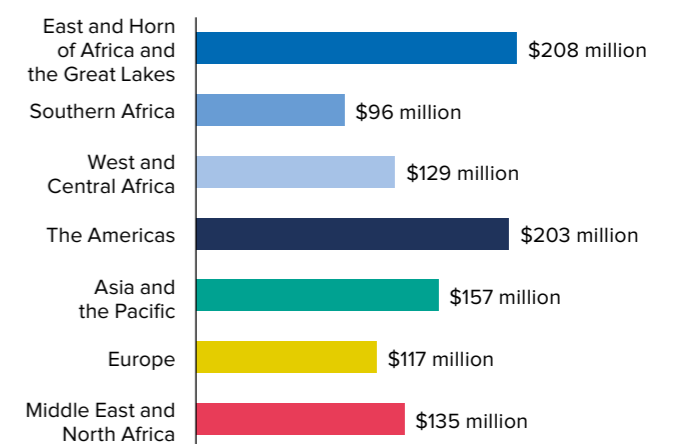 East and Horn
of Africa and
the Great Lakes
$208 million
Southern Africa
$96 million
West and
Central Africa
$129 million
The Americas
$203 million
Asia and
the Pacific
$157 million
Europe
$117 million
Middle East and
North Africa
$135 million